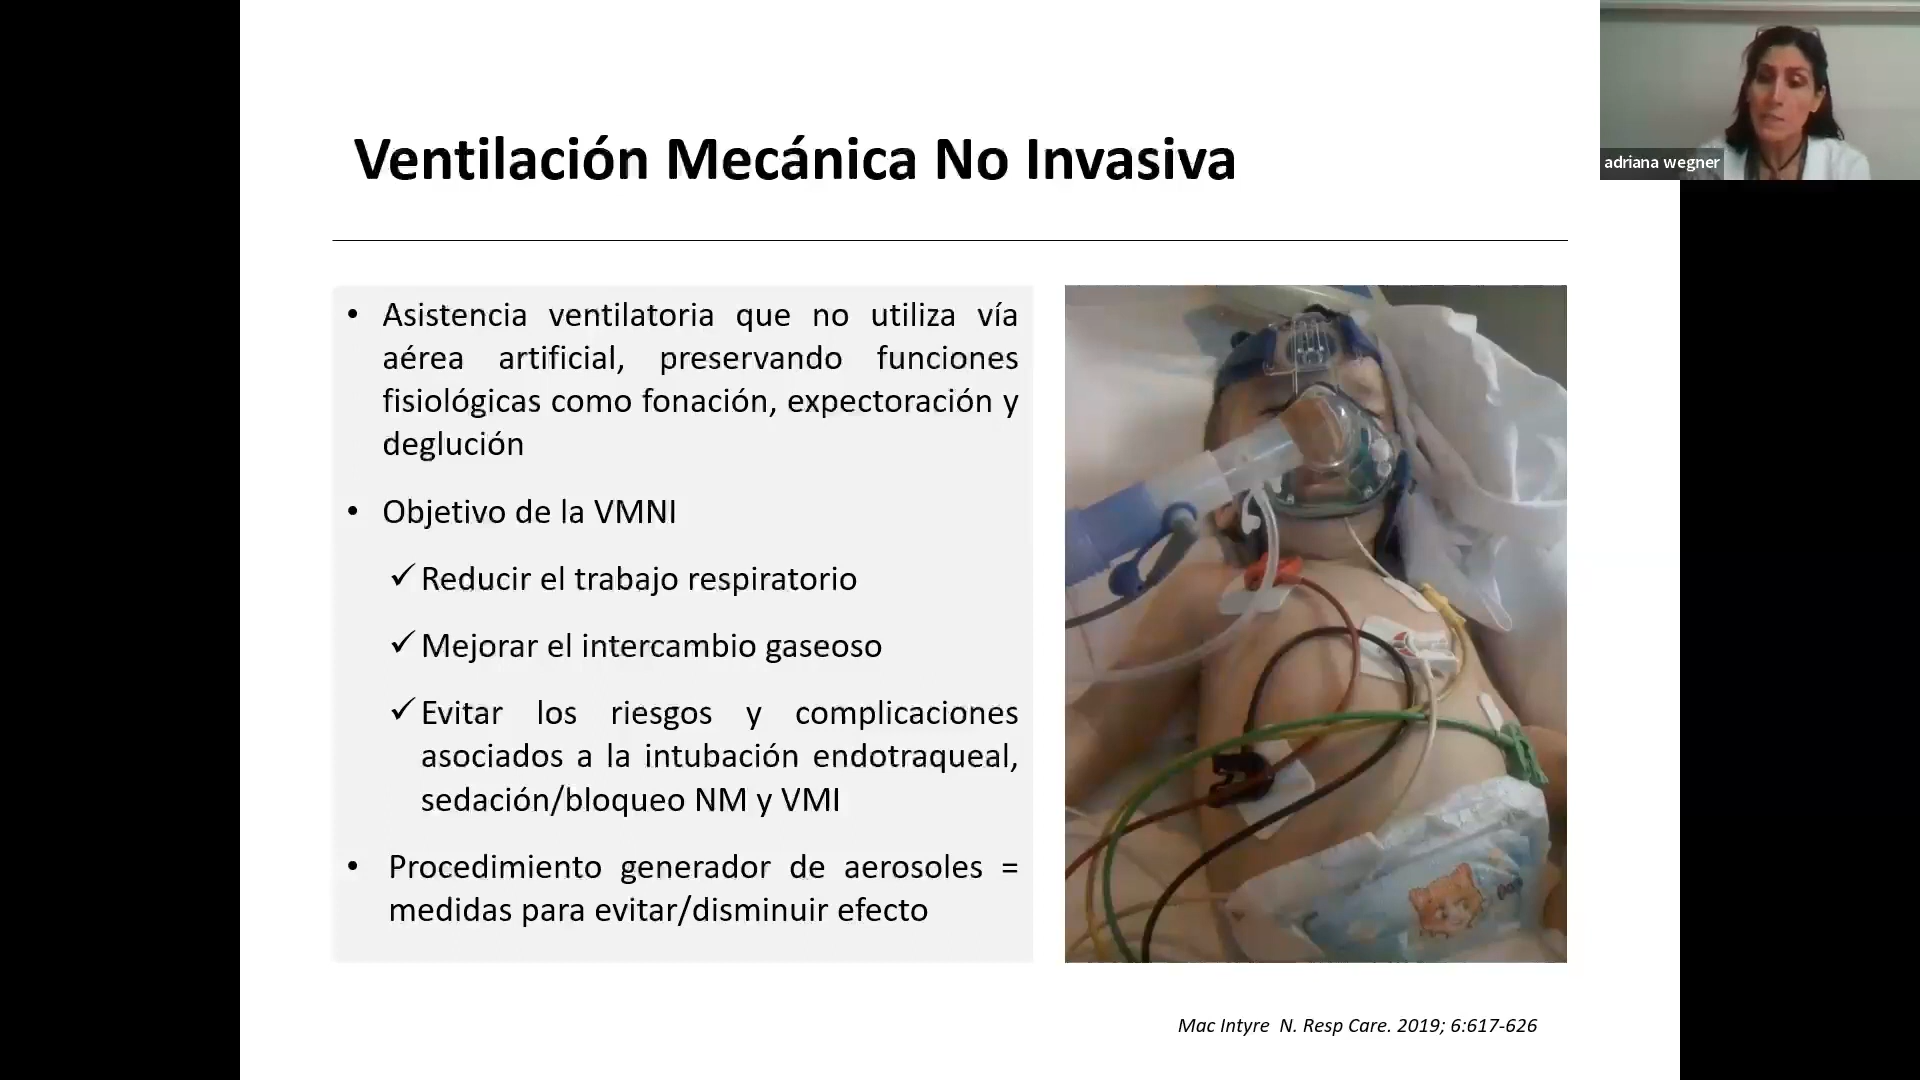 adriana wegner
Ventilación Mecánica No Invasiva
• Asistencia ventilatoria que no utiliza vía
aérea artificial, preservando funciones
fisiológicas como fonación, expectoración y
deglución
• Objetivo de la VMNI
✓ Reducir el trabajo respiratorio
✓ Mejorar el intercambio gaseoso
✓ Evitar los riesgos y complicaciones
asociados a la intubación endotraqueal,
sedación/bloqueo NM y VMI
• Procedimiento generador de aerosoles =
medidas para evitar/disminuir efecto
Mac Intyre N. Resp Care. 2019; 6:617-626